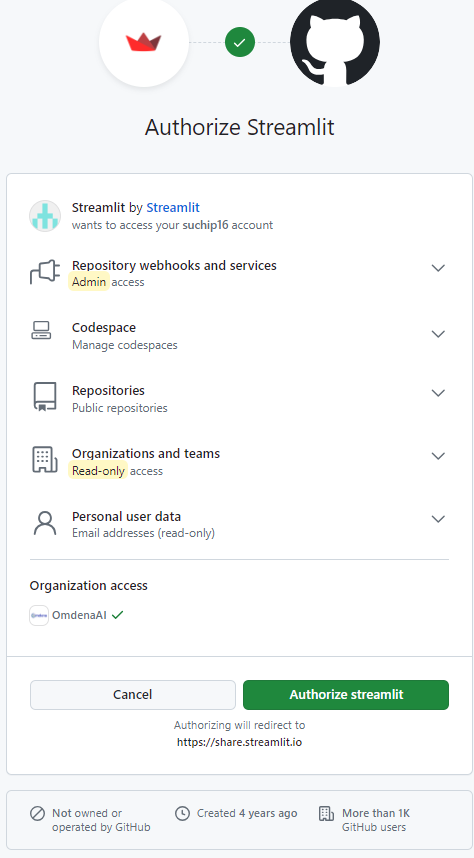 Authorize Streamlit
Streamlit by Streamlit
wants to access your suchip16 account
Repository webhooks and services
Admin access
Codespace
Manage codespaces
Repositories
Public repositories
Organizations and teams
Read-only access
Personal user data
Email addresses (read-only)
Organization access
OmdenaAI
Cancel
Authorize streamlit
Authorizing will redirect to
https://share.streamlit.io
Not owned or
operated by GitHub
Created 4 years ago
More than 1K
GitHub users